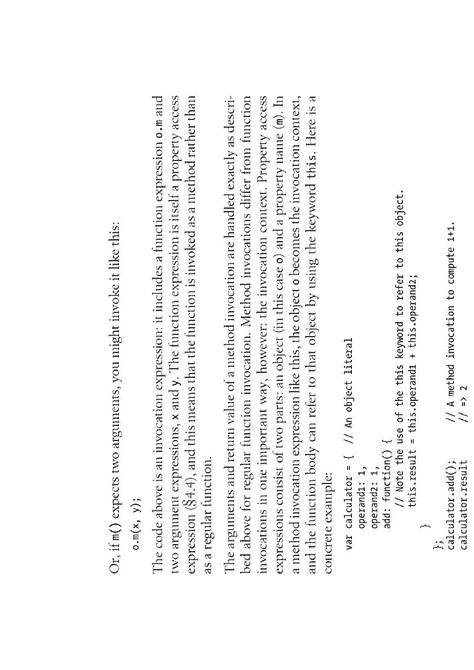 Or, if m() expects two arguments, you might invoke it like this:
o.m(x, y);
The code above is an invocation expression: it includes a function expression o.m and
two argument expressions, x and y. The function expression is itself a property access
expression (§4.4), and this means that the function is invoked as a method rather than
as a regular function.
The arguments and return value of a method invocation are handled exactly as descri-
bed above for regular function invocation. Method invocations differ from function
invocations in one important way, however: the invocation context. Property access
expressions consist of two parts: an object (in this case o) and a property name (m). In
a method invocation expression like this, the object o becomes the invocation context,
and the function body can refer to that object by using the keyword this. Here is a
concrete example:
var calculator = { // An object literal
operand1: 1,
operand2: 1,
add: function() {
// Note the use of the this keyword to refer to this object.
this.result = this.operand1 + this.operand2;
}
};
calculator.add(); // A method invocation to compute 1+1.
calculator.result // => 2